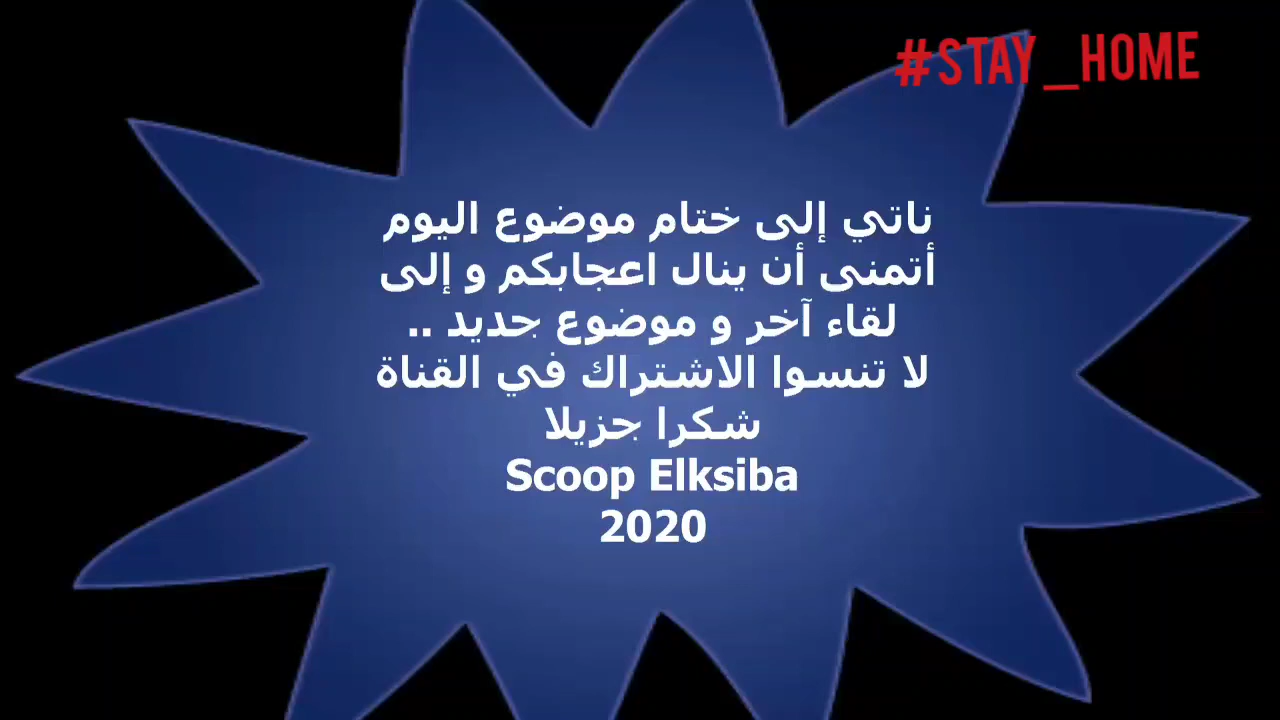 #STAY_HOME
ناتي إلى ختام موضوع اليوم
أتمنى أن ينال اعجابكم و إلى
لقاء آخر و موضوع جديد ..
لا تنسوا الاشتراك في القناة
شكرا جزيلا
Scoop Elksiba
2020